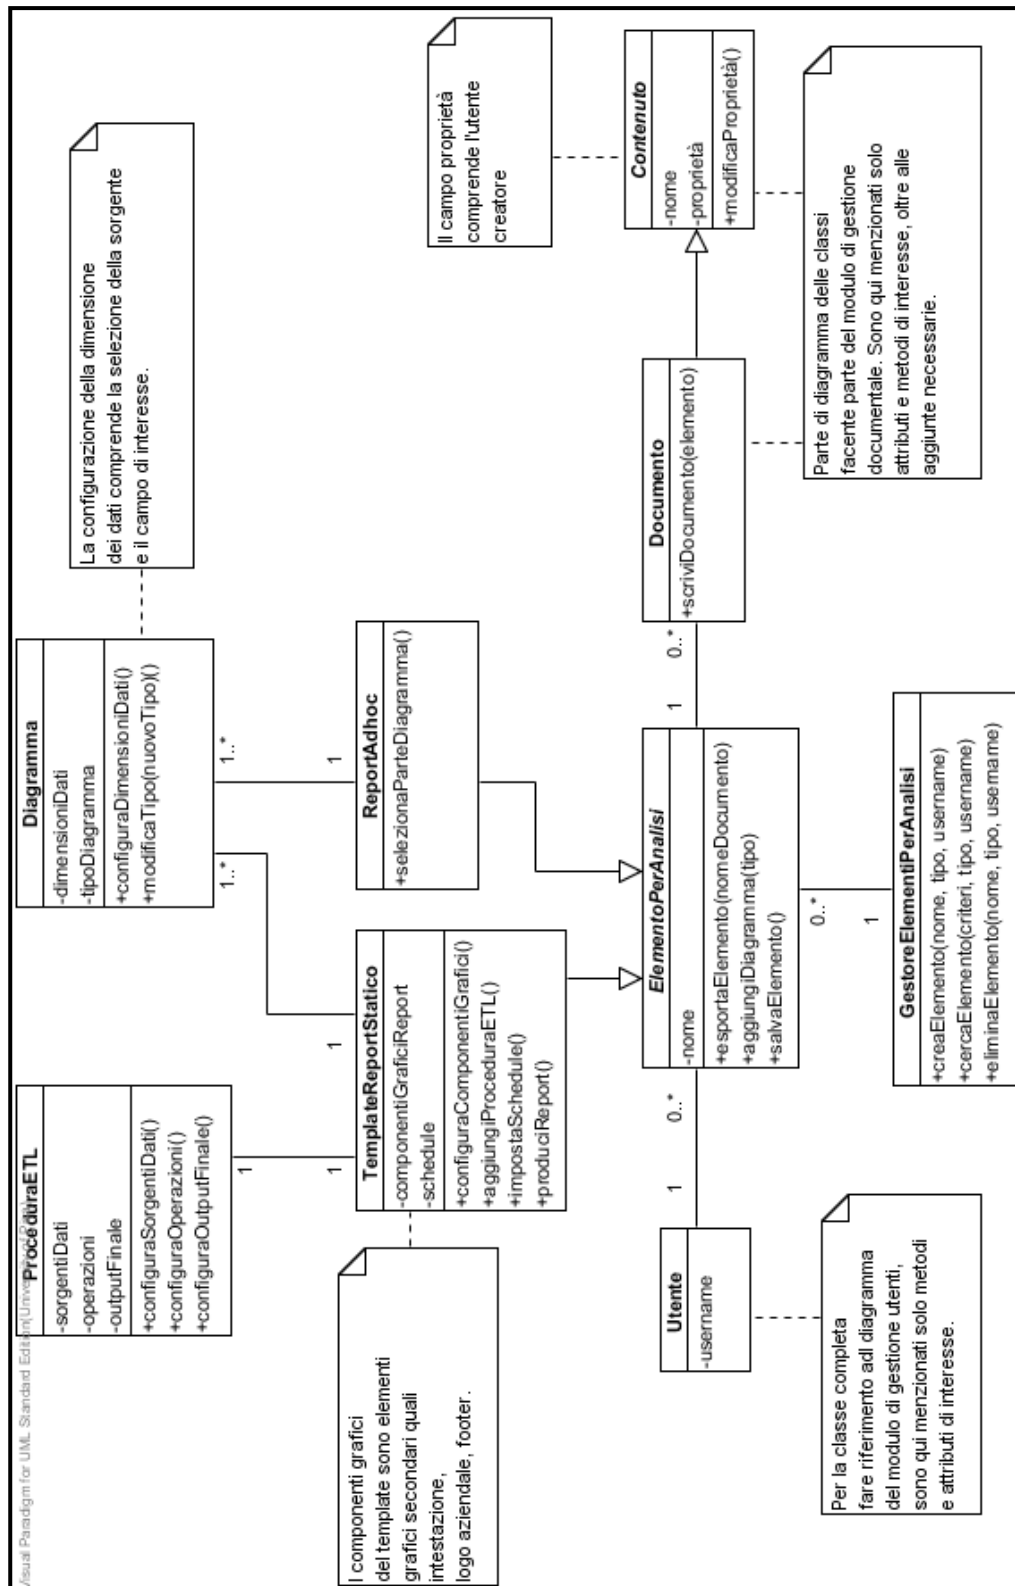 Visual Paradigm for UML Standard Edition(University of Pisa)
ProceduraETL
-sorgentiDati
-operazioni
-outputFinale
+configuraSorgentiDati()
+configuraOperazioni()
+configuraOutputFinale()
Diagramma
-dimensioniDati
-tipoDiagramma
+configuraDimensioniDati()
+modificaTipo(nuovoTipo)()
La configurazione della dimensione
dei dati comprende la selezione della sorgente
e il campo di interesse.
1
1
1..*
1
1..*
1
I componenti grafici
del template sono elementi
grafici secondari quali
intestazione,
logo aziendale, footer.
TemplateReportStatico
-componentiGraficiReport
-schedule
+configuraComponentiGrafici()
+aggiungiProceduraETL()
+impostaSchedule()
+produciReport()
ReportAdhoc
+selezionaParteDiagramma()
Il campo proprietà
comprende l'utente
creatore
Utente
-username
1
0..*
ElementoPerAnalisi
-nome
+esportaElemento(nomeDocumento)
+aggiungiDiagramma(tipo)
+salvaElemento()
1
0..*
Documento
+scriviDocumento(elemento)
Contenuto
-nome
-proprietà
+modificaProprietà()
Per la classe completa
fare riferimento adl diagramma
del modulo di gestione utenti,
sono qui menzionati solo metodi
e attributi di interesse.
0..*
1
GestoreElementiPerAnalisi
+creaElemento(nome, tipo, username)
+cercaElemento(criteri, tipo, username)
+eliminaElemento(nome, tipo, username)
Parte di diagramma delle classi
facente parte del modulo di gestione
documentale. Sono qui menzionati solo
attributi e metodi di interesse, oltre alle
aggiunte necessarie.